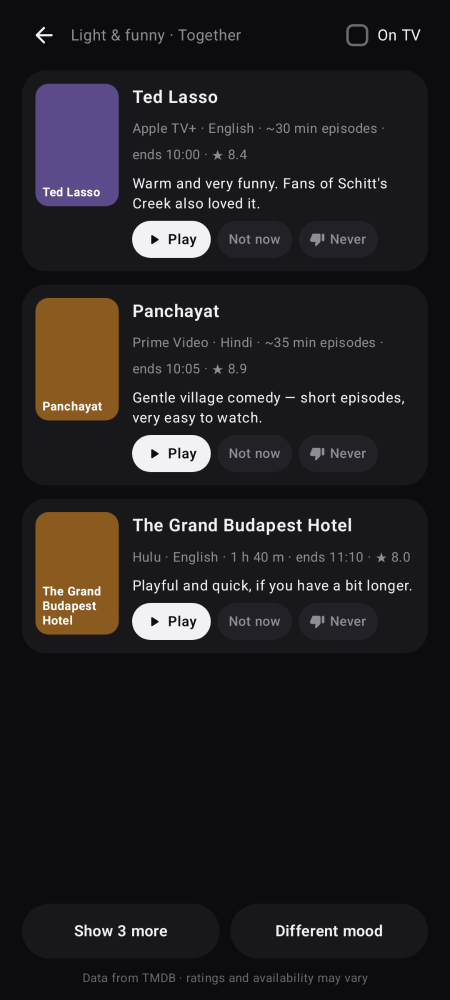 Light & funny · Together
On TV
Ted Lasso
Ted Lasso
Apple TV+ · English · ~30 min episodes ·
ends 10:00 · ★ 8.4
Warm and very funny. Fans of Schitt's
Creek also loved it.
Play
Not now
Never
Panchayat
Panchayat
Prime Video · Hindi · ~35 min episodes ·
ends 10:05 · ★ 8.9
Gentle village comedy — short episodes,
very easy to watch.
Play
Not now
Never
The Grand
Budapest
Hotel
The Grand Budapest Hotel
Hulu · English · 1 h 40 m · ends 11:10 · ★ 8.0
Playful and quick, if you have a bit longer.
Play
Not now
Never
Show 3 more
Different mood
Data from TMDB · ratings and availability may vary